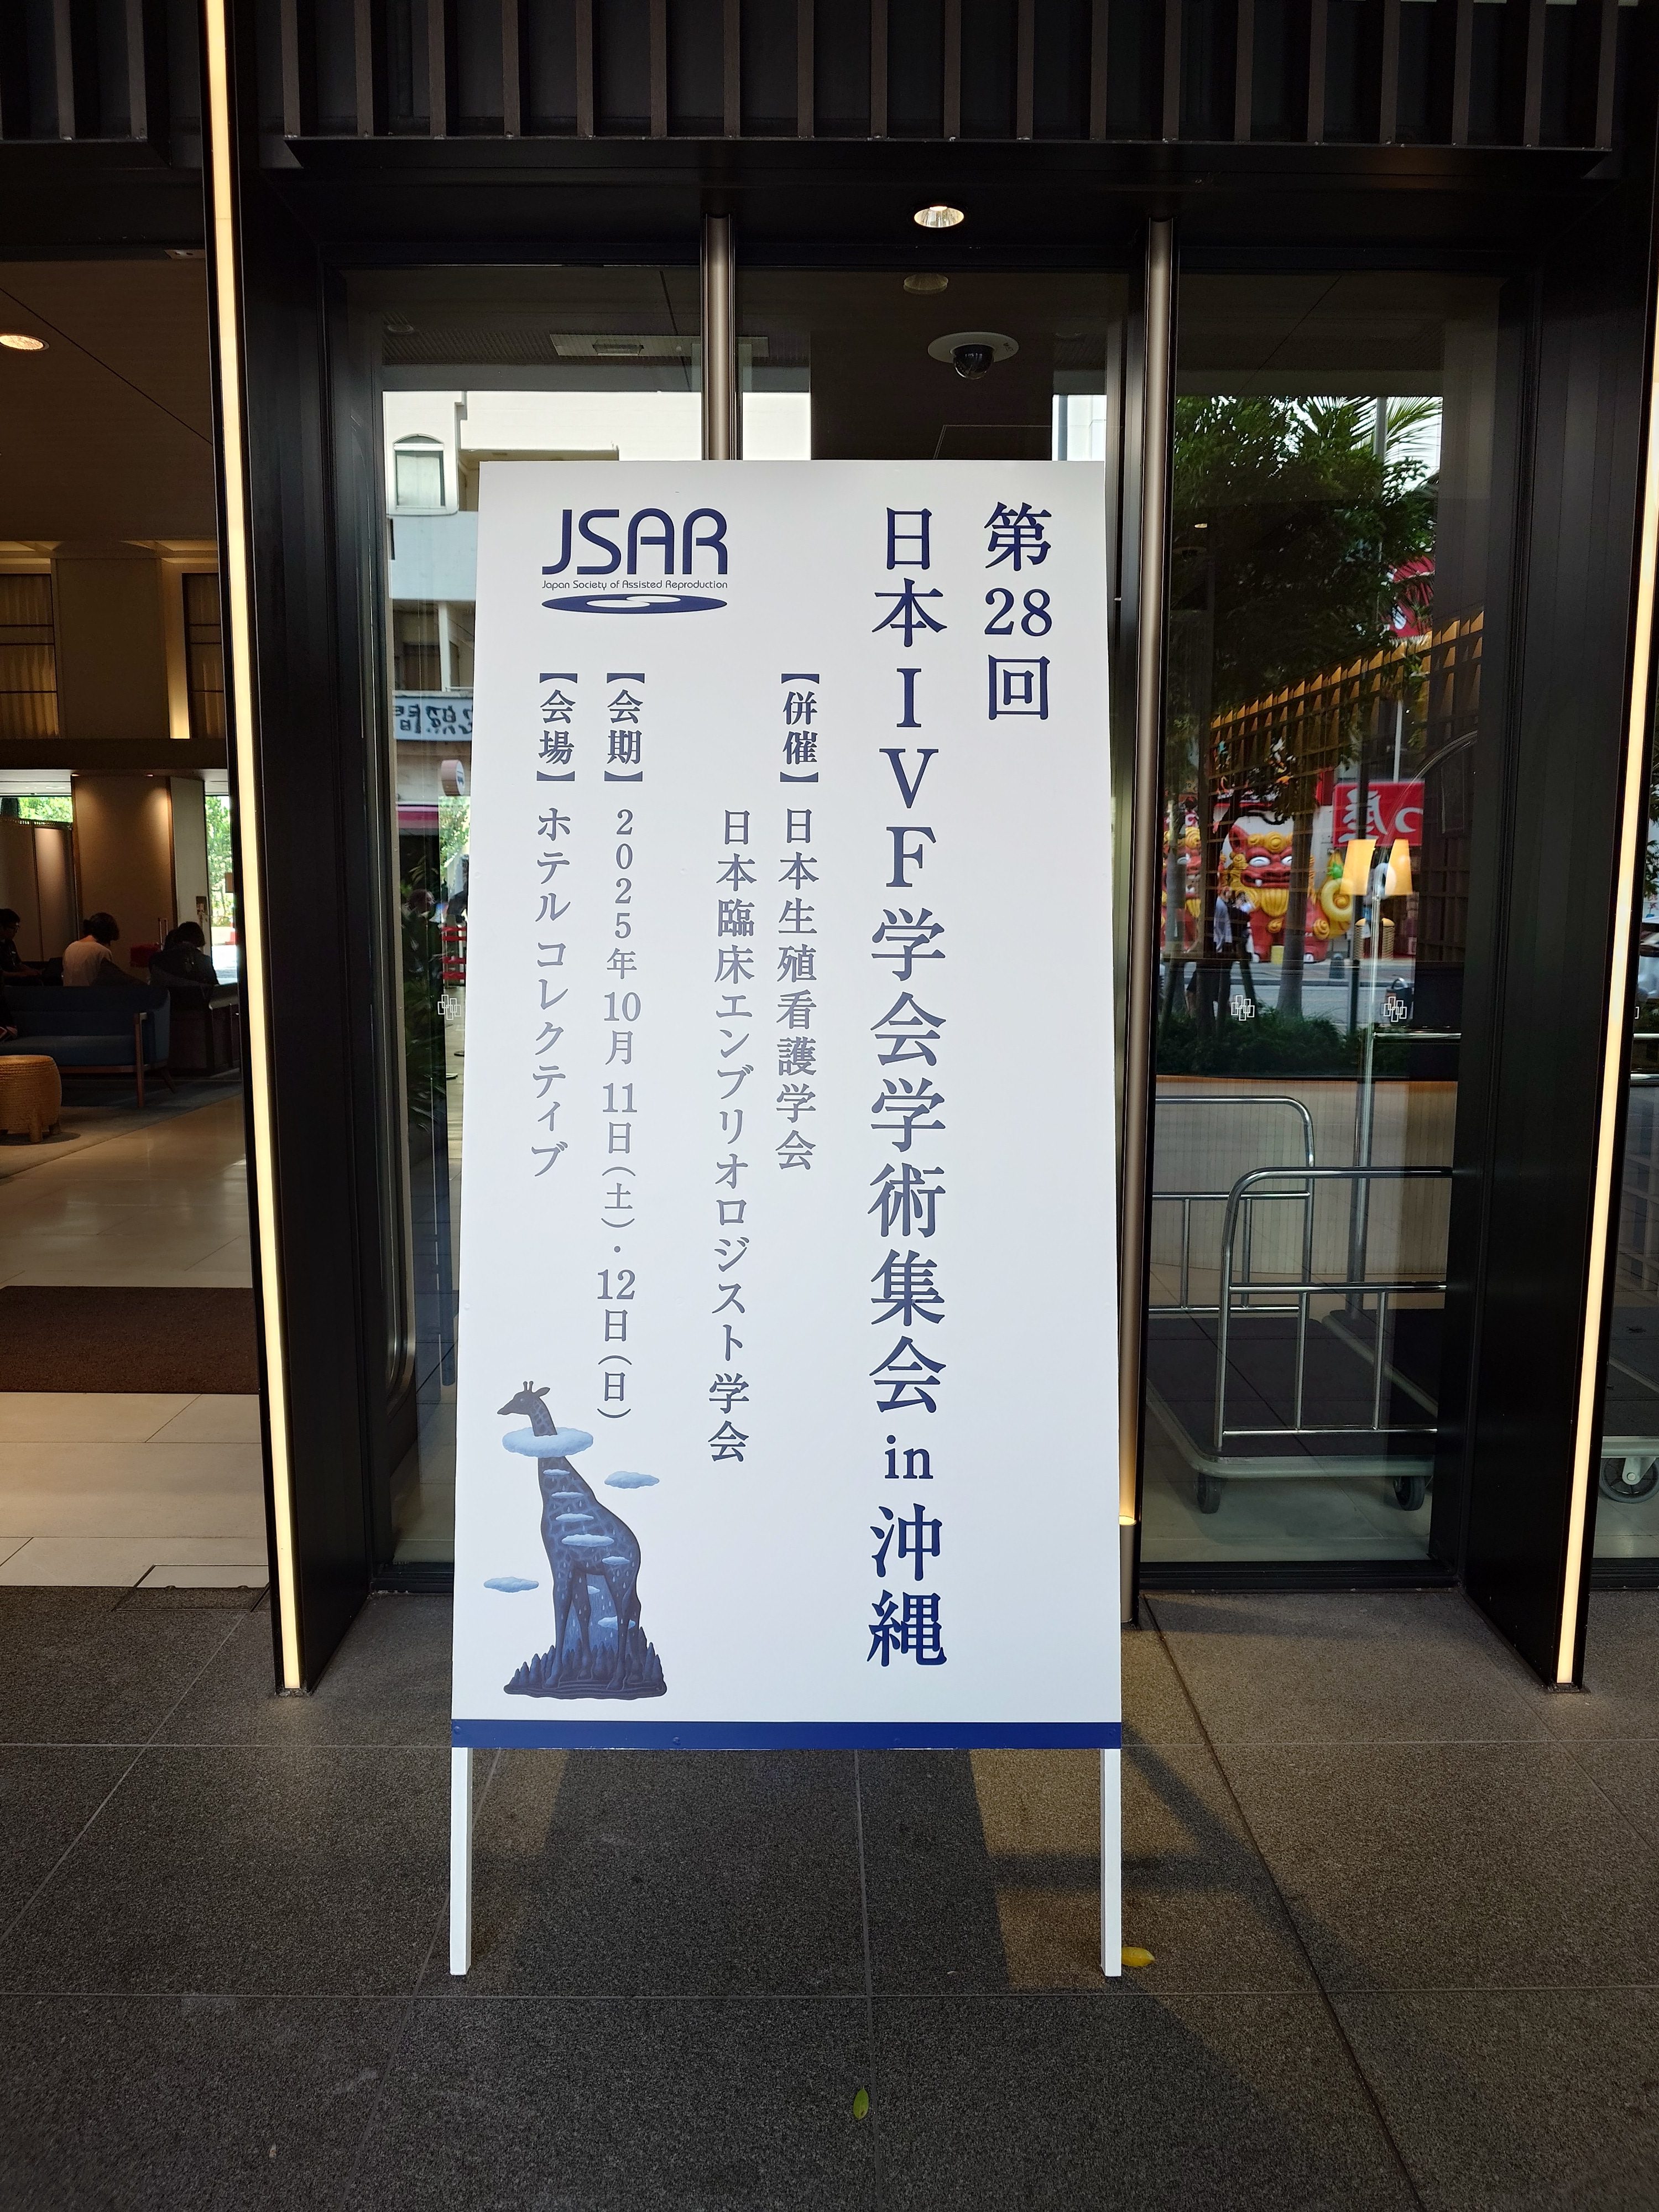 第28回
日本IVF学会学術集会 in 沖縄
【併催】日本生殖看護学会
日本臨床エンブリオロジスト学会
【会期】2025年10月11日(土)・12日(日)
【会場】ホテル コレクティブ
JSAR
Japan Society of Assisted Reproduction